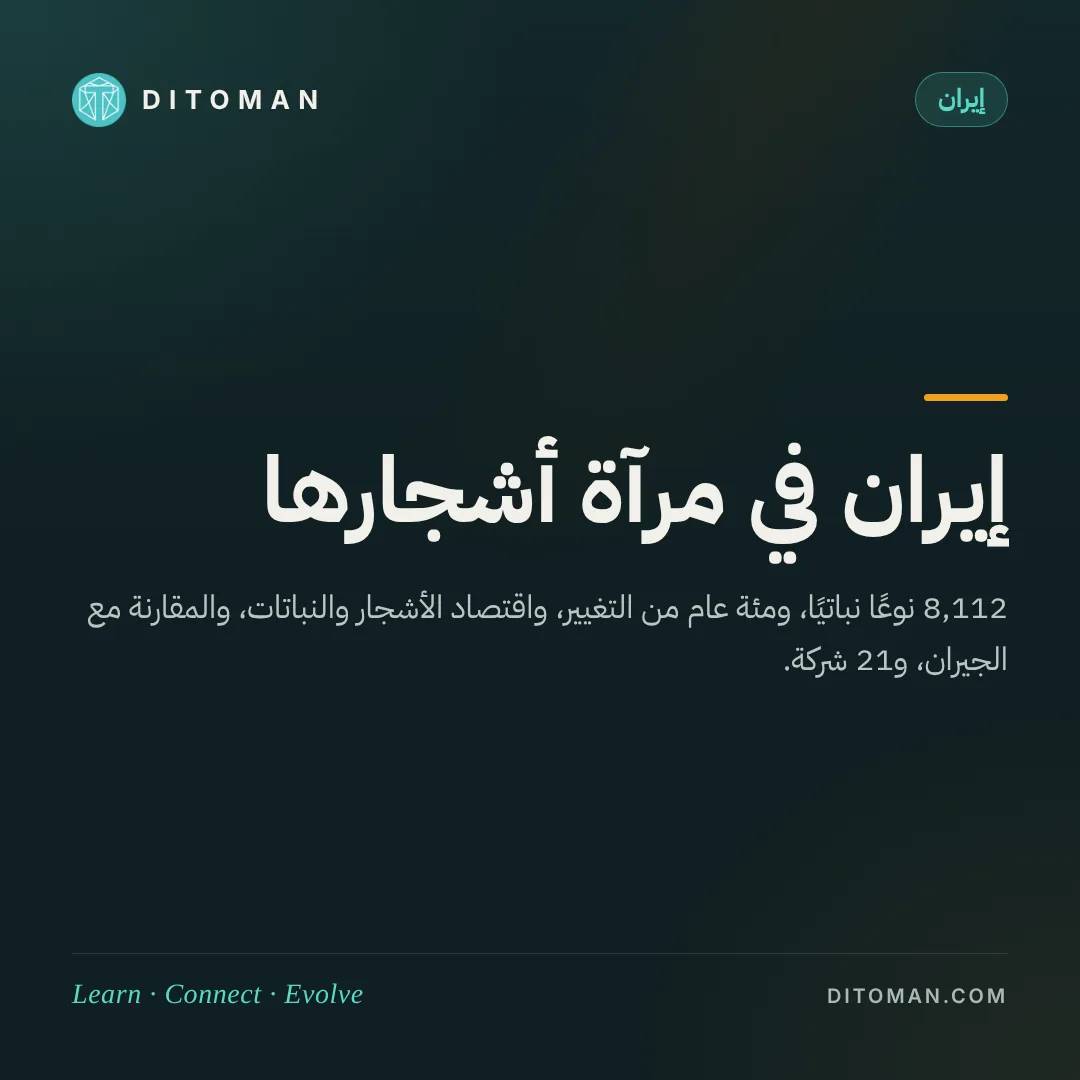 DITOMAN
إيران
إيران في مرآة أشجارها
8,112 نوعًا نباتيًا، ومئة عام من التغيير، واقتصاد الأشجار والنباتات، والمقارنة مع
الجيران، و21 شركة.
Learn · Connect · Evolve
DITOMAN.COM